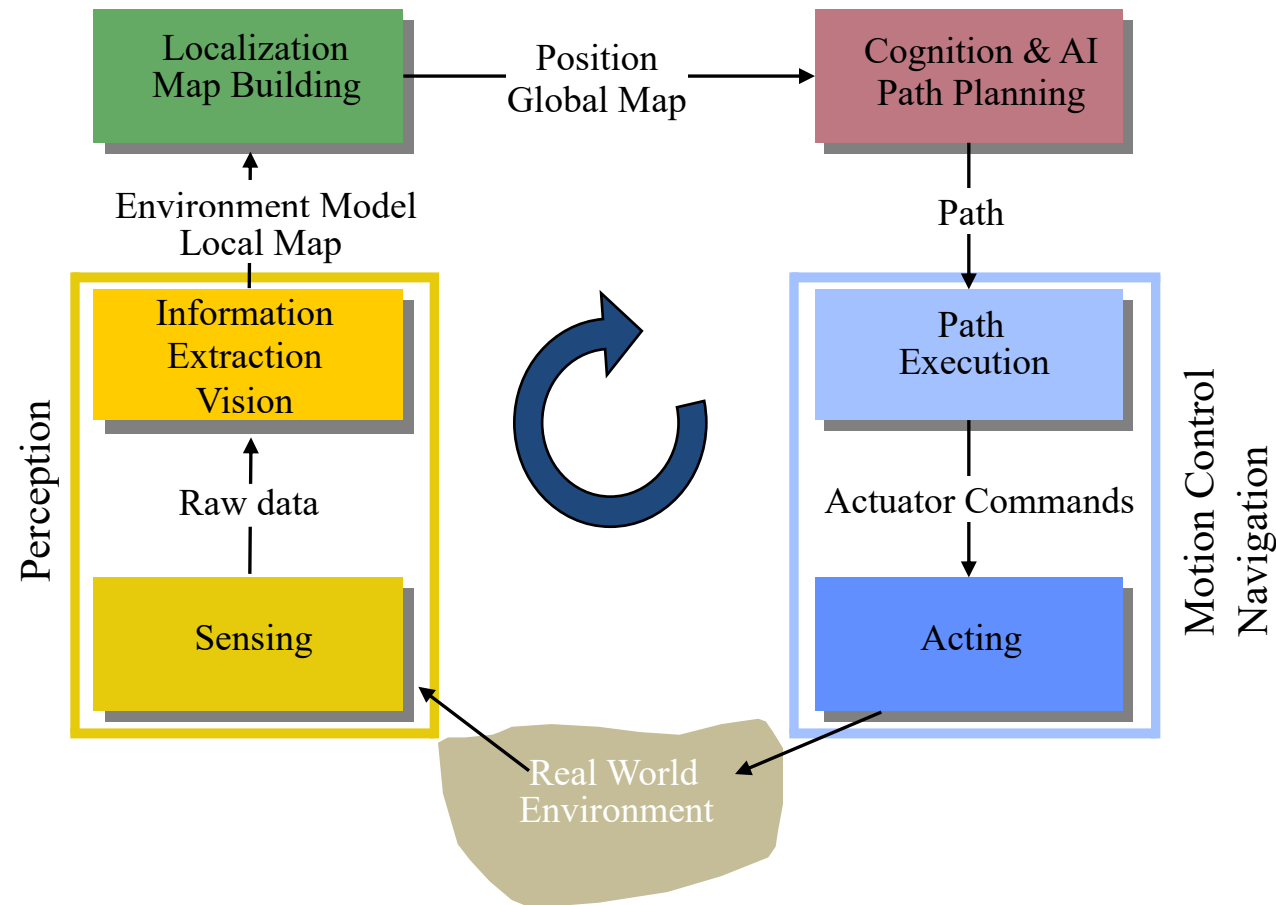 Localization
Map Building
Position
Global Map
Cognition & AI
Path Planning
Environment Model
Local Map
Path
Information
Extraction
Vision
Path
Execution
Perception
Raw data
Actuator Commands
Motion Control
Navigation
Sensing
Acting
Real World
Environment